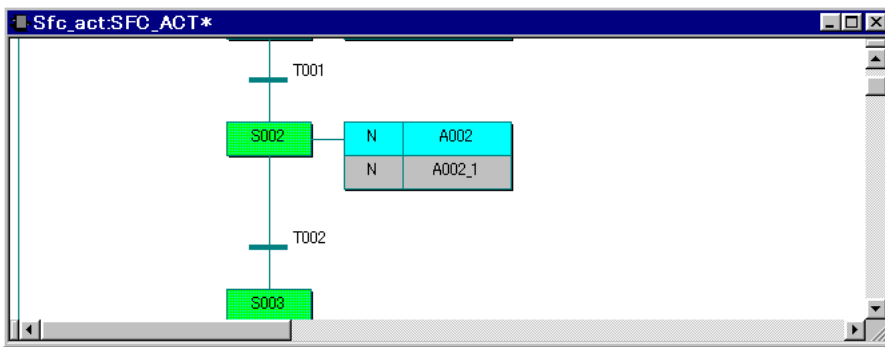 Sfc_act:SFC_ACT*
T001
S002 N A002
N A002_1
T002
S003